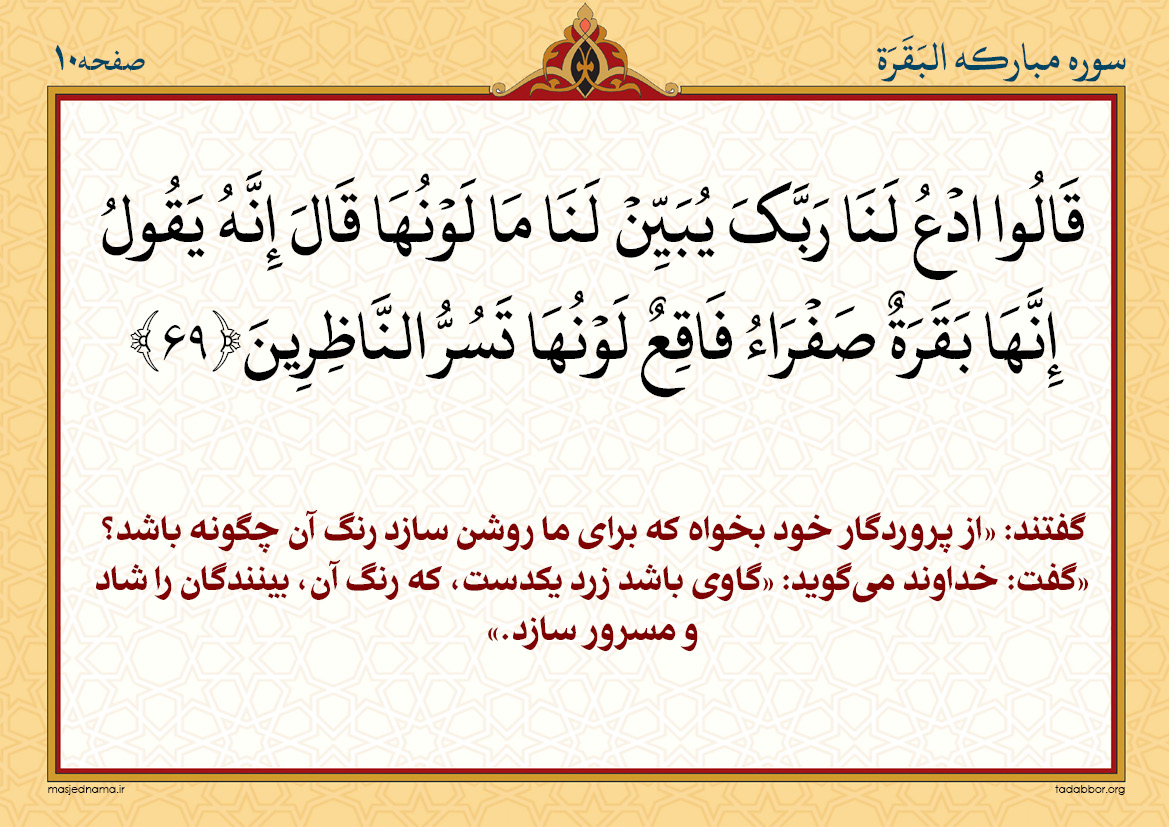 سوره مبارکه البَقَرَة
صفحه۱۰
قَالُوا ادْعُ لَنَا رَبَّکَ یُبَیِّنْ لَنَا مَا لَوْنُهَا قَالَ إِنَّهُ یَقُولُ
إِنَّهَا بَقَرَةٌ صَفْرَاءُ فَاقِعٌ لَوْنُهَا تَسُرُّ النَّاظِرِینَ﴿۶۹﴾
گفتند: «از پروردگار خود بخواه که برای ما روشن سازد رنگ آن چگونه باشد؟
«گفت: خداوند می‌گوید: «گاوی باشد زرد یکدست، که رنگ آن، بینندگان را شاد
و مسرور سازد.»
masjednama.ir
tadabbor.org